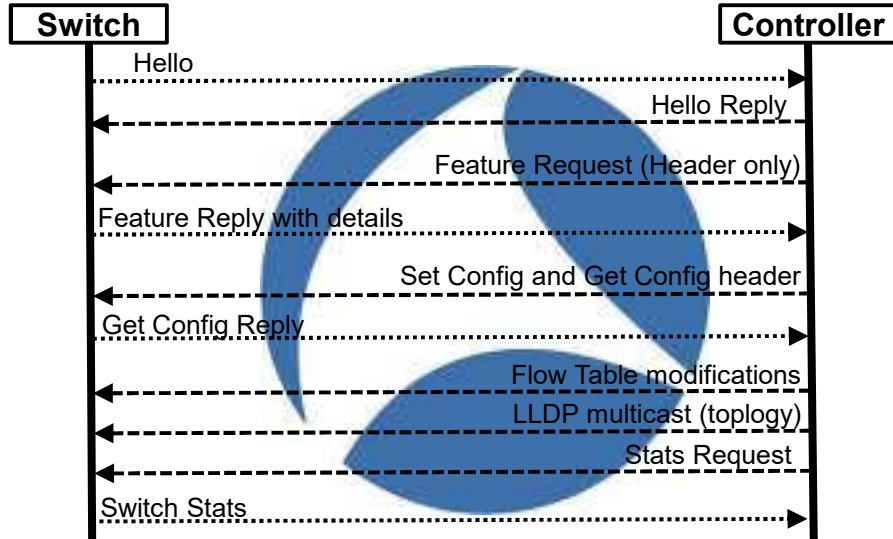 Switch
Controller
Hello
Hello Reply
Feature Request (Header only)
Feature Reply with details
Set Config and Get Config header
Get Config Reply
Flow Table modifications
LLDP multicast (toplogy)
Stats Request
Switch Stats